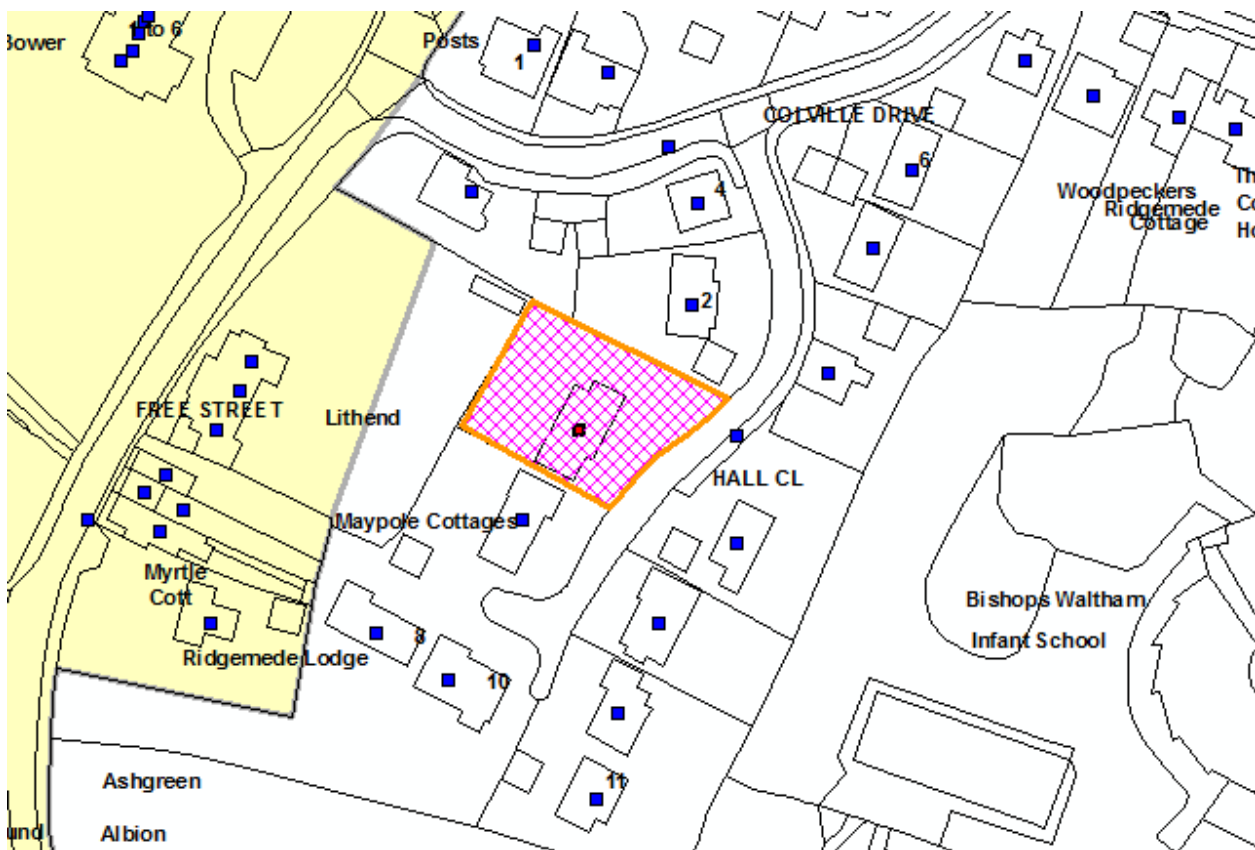 1 to 6
Bower
Posts
1
COLVILLE DRIVE
6
4
Woodpeckers
Ridgemede
Cottage
2
FREE STREET
Lithend
HALL CL
Maypole Cottages
Myrtle
Cott
Bishops Waltham
Infant School
8
Ridgemede Lodge
10
Ashgreen
11
Albion